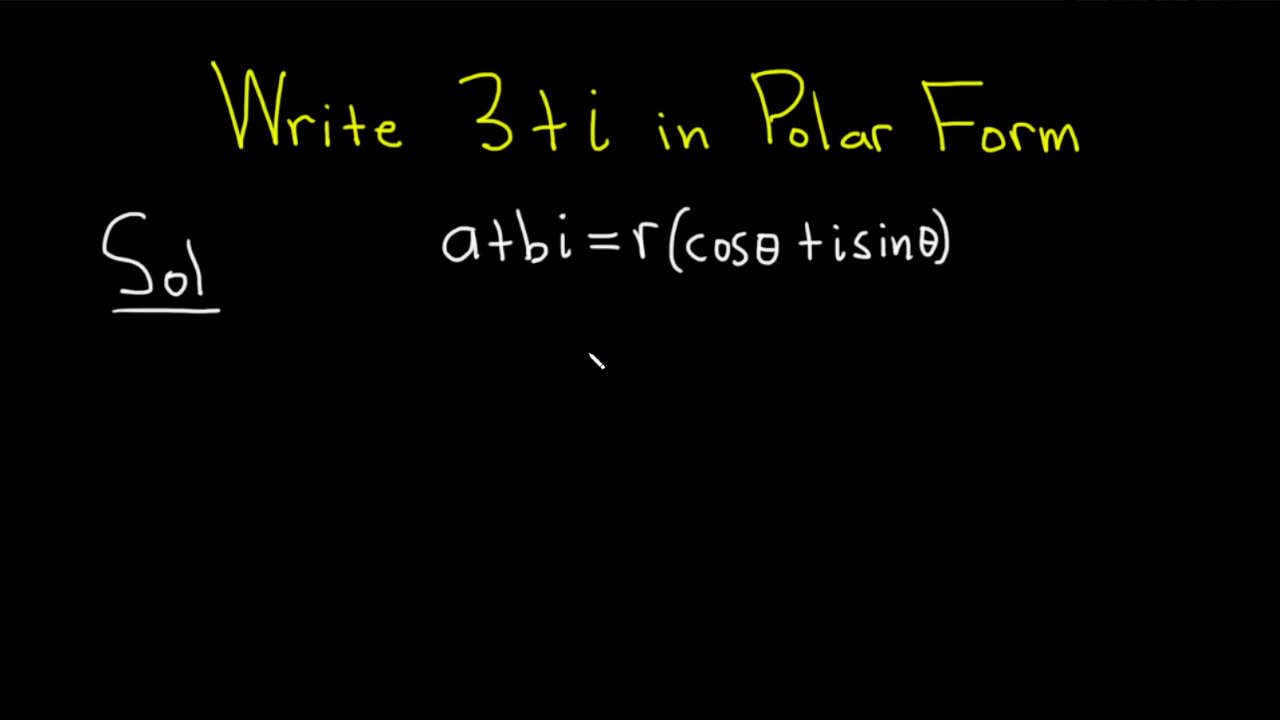 Write 3+i in Polar Form
Sol
a+bi=r(cosθ+isinθ)